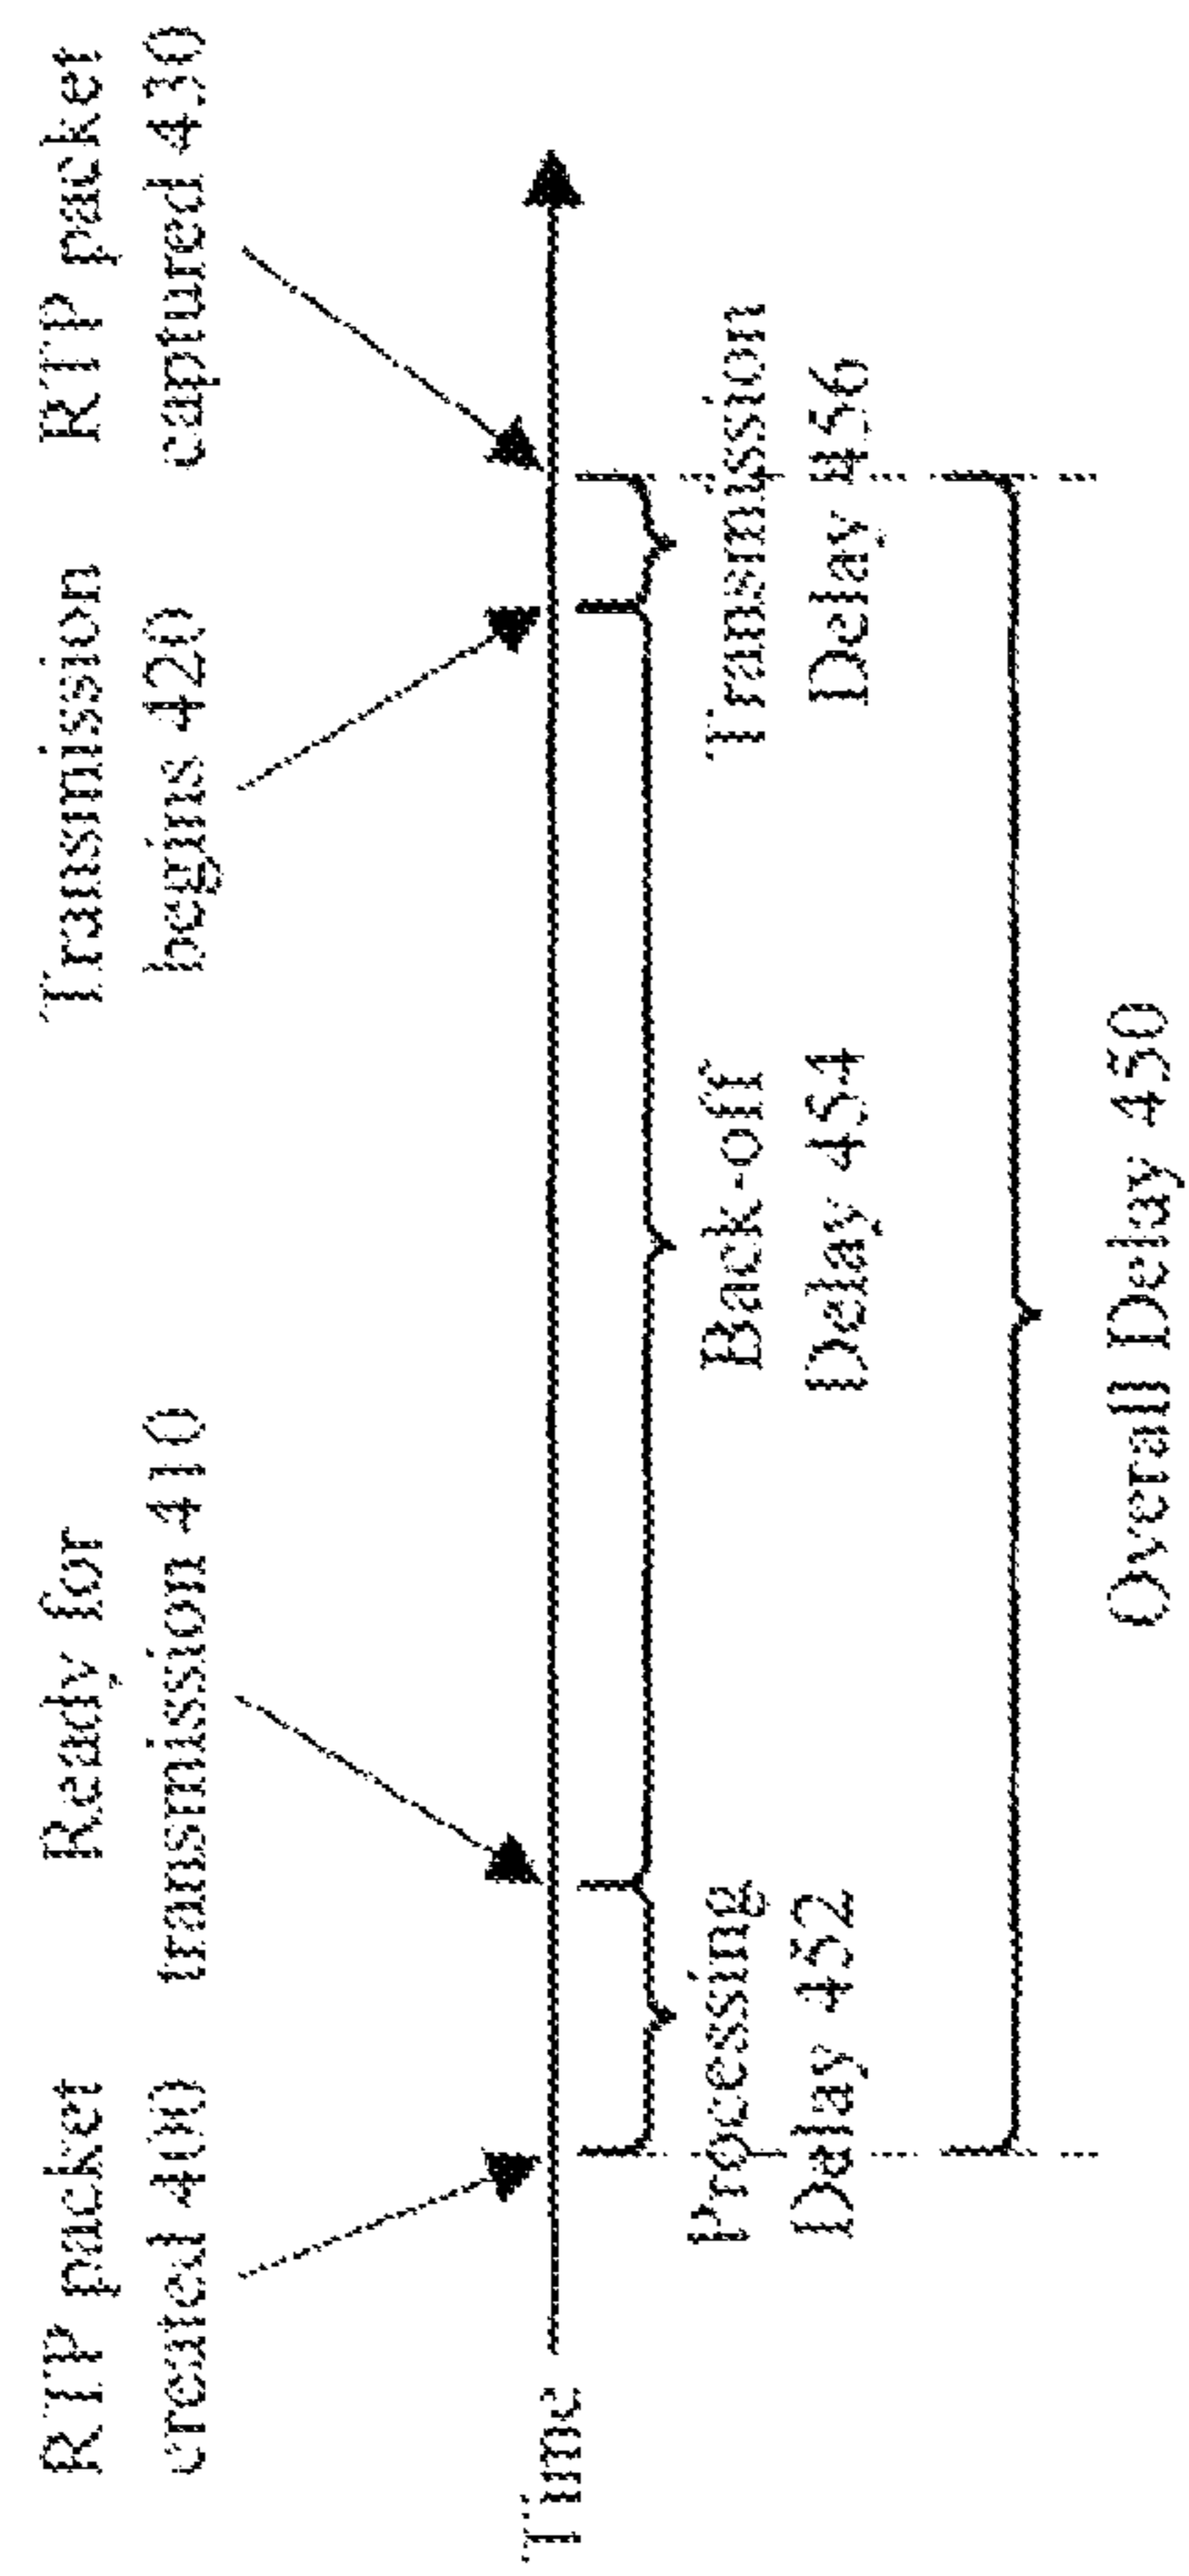 RTP packet
created 400
Ready for
transmission 410
Transmission
begins 420
RTP packet
captured 430
Time
Processing
Delay 452
Back-off
Delay 454
Transmission
Delay 456
Overall Delay 450